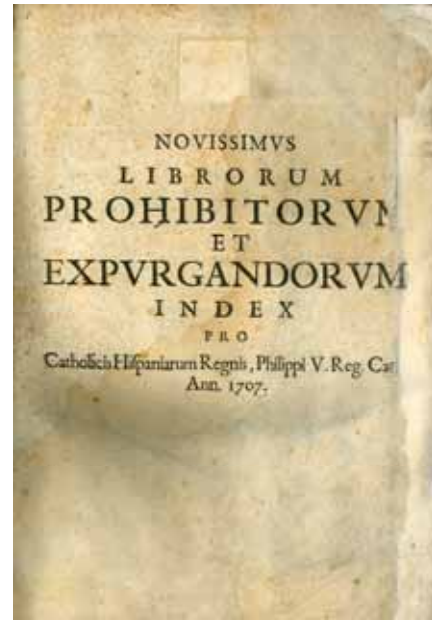 NOVISSIMVS
LIBRORUM
PROHIBITORVM
ET
EXPVRGANDORVM
INDEX
PRO
Catholicis Hispaniarum Regnis, Philippi V. Reg. Cat
Ann. 1707.